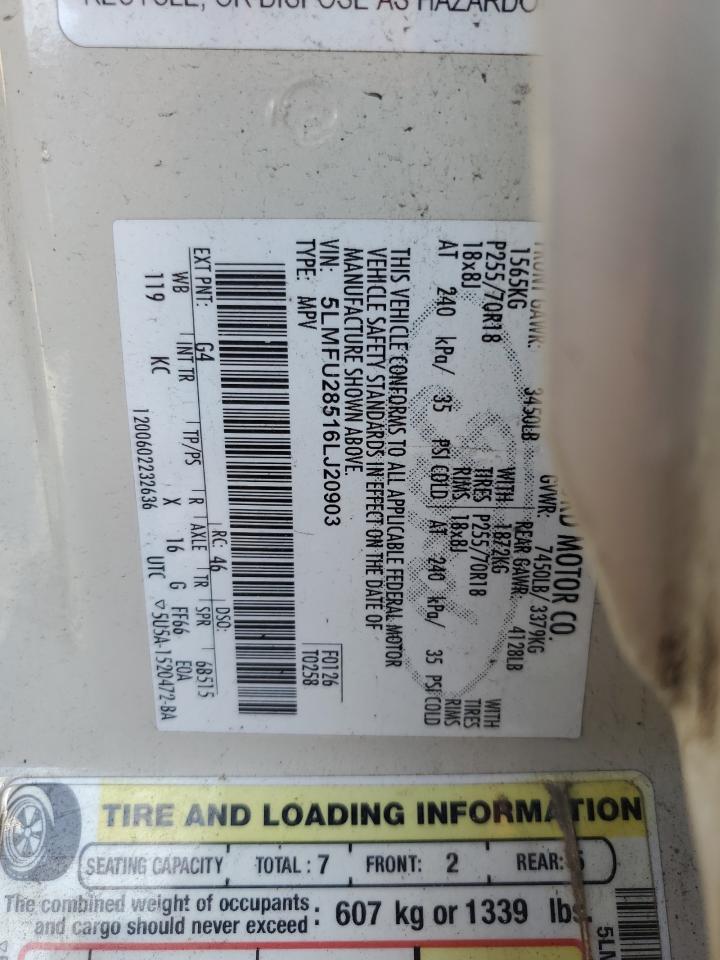 RECYCLE, OR DISPOSE AS HAZARDO
MOTOR CO.
GVWR: 7450LB/ 3379KG
3450LB REAR GAWR: 4128LB
1565KG WITH 1872KG WITH
P255/70R18 TIRES P255/70R18 TIRES
18x8J RIMS 18x8J RIMS
AT 240 kPa/ 35 PSI COLD AT 240 kPa/ 35 PSI COLD
THIS VEHICLE CONFORMS TO ALL APPLICABLE FEDERAL MOTOR
VEHICLE SAFETY STANDARDS IN EFFECT ON THE DATE OF
MANUFACTURE SHOWN ABOVE.
VIN: 5LMFU28516LJ20903 F0126
TYPE: MPV T0258
EXT PNT: G4 RC: 46 DSO:
WB INT TR TP/PS R AXLE TR SPR 6B515
119 KC X 16 G FF66 E0A
1200602232636 UTC ▽5U5A-1520472-BA
TIRE AND LOADING INFORMATION
SEATING CAPACITY TOTAL: 7 FRONT: 2 REAR: 5
The combined weight of occupants
and cargo should never exceed : 607 kg or 1339 lbs.